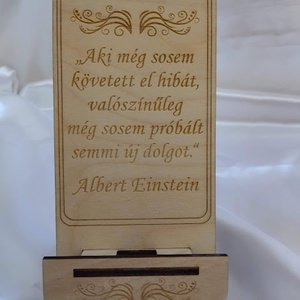 „Aki még sosem
követett el hibát,
valószínűleg
még sosem próbált
semmi új dolgot.“
Albert Einstein